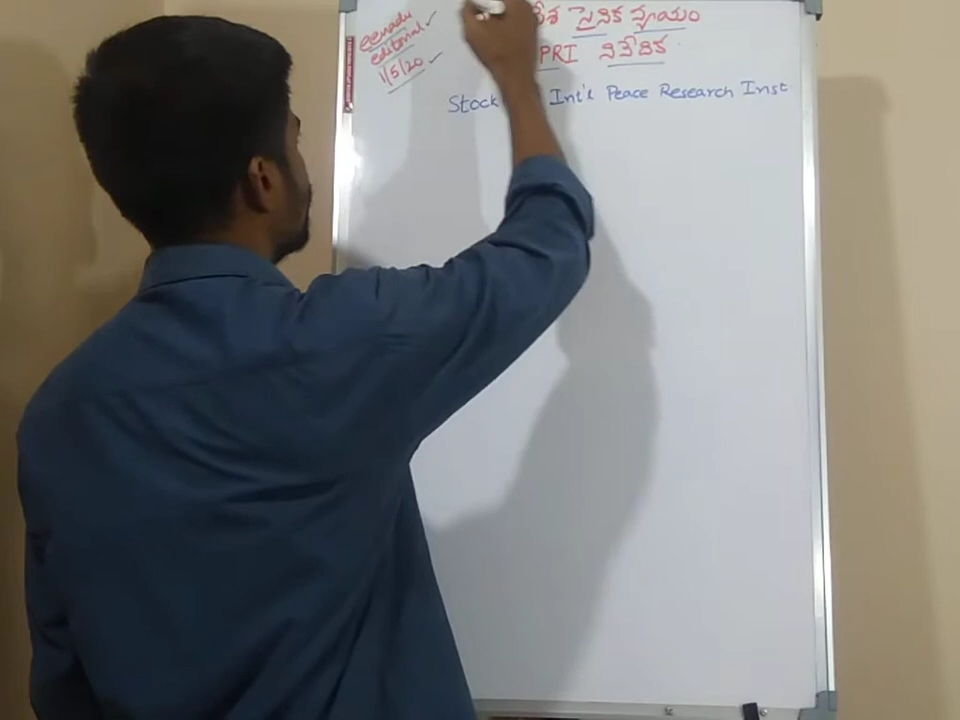 eenadu
editorial
1/5/20
సైనిక వ్యయం
PRI నివేదిక
Stock Int'l Peace Research Inst